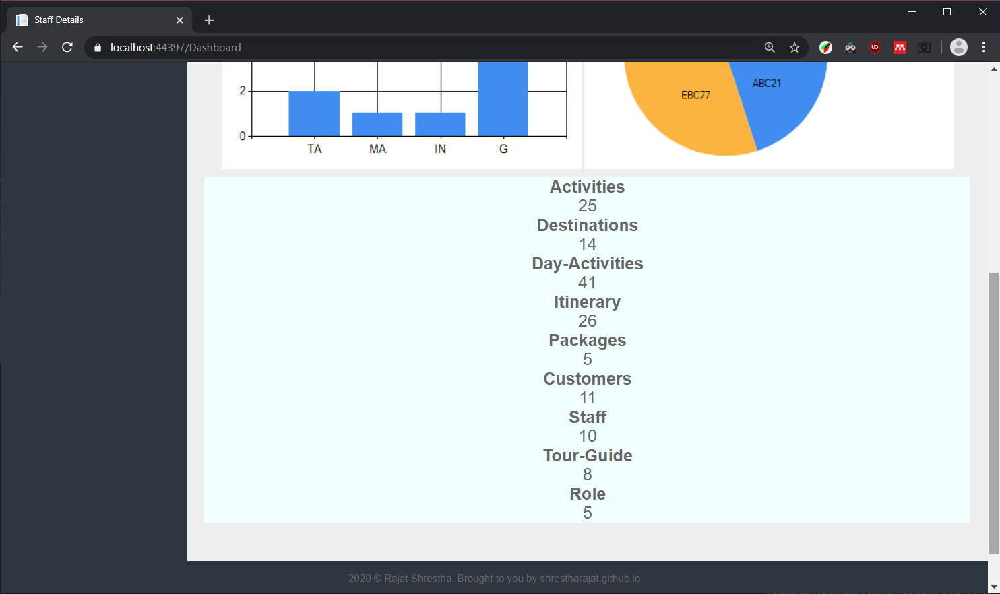 Staff Details
localhost:44397/Dashboard
2
0
TA MA IN G
EBC77
ABC21
Activities
25
Destinations
14
Day-Activities
41
Itinerary
26
Packages
5
Customers
11
Staff
10
Tour-Guide
8
Role
5
2020 © Rajat Shrestha. Brought to you by shrestharajat.github.io